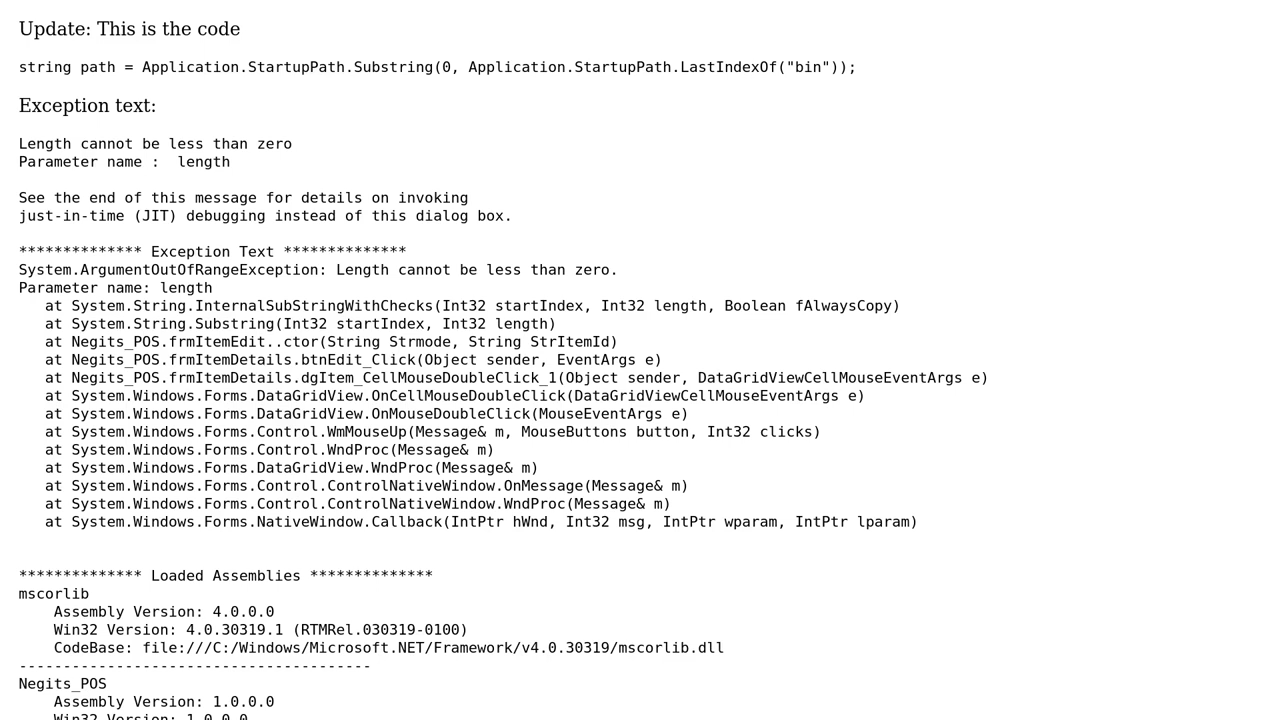 Update: This is the code
string path = Application.StartupPath.Substring(0, Application.StartupPath.LastIndexOf("bin"));
Exception text:
Length cannot be less than zero
Parameter name :  length
See the end of this message for details on invoking
just-in-time (JIT) debugging instead of this dialog box.
************** Exception Text **************
System.ArgumentOutOfRangeException: Length cannot be less than zero.
Parameter name: length
   at System.String.InternalSubStringWithChecks(Int32 startIndex, Int32 length, Boolean fAlwaysCopy)
   at System.String.Substring(Int32 startIndex, Int32 length)
   at Negits_POS.frmItemEdit..ctor(String Strmode, String StrItemId)
   at Negits_POS.frmItemDetails.btnEdit_Click(Object sender, EventArgs e)
   at Negits_POS.frmItemDetails.dgItem_CellMouseDoubleClick_1(Object sender, DataGridViewCellMouseEventArgs e)
   at System.Windows.Forms.DataGridView.OnCellMouseDoubleClick(DataGridViewCellMouseEventArgs e)
   at System.Windows.Forms.DataGridView.OnMouseDoubleClick(MouseEventArgs e)
   at System.Windows.Forms.Control.WmMouseUp(Message& m, MouseButtons button, Int32 clicks)
   at System.Windows.Forms.Control.WndProc(Message& m)
   at System.Windows.Forms.DataGridView.WndProc(Message& m)
   at System.Windows.Forms.Control.ControlNativeWindow.OnMessage(Message& m)
   at System.Windows.Forms.Control.ControlNativeWindow.WndProc(Message& m)
   at System.Windows.Forms.NativeWindow.Callback(IntPtr hWnd, Int32 msg, IntPtr wparam, IntPtr lparam)
************** Loaded Assemblies **************
mscorlib
    Assembly Version: 4.0.0.0
    Win32 Version: 4.0.30319.1 (RTMRel.030319-0100)
    CodeBase: file:///C:/Windows/Microsoft.NET/Framework/v4.0.30319/mscorlib.dll
----------------------------------------
Negits_POS
    Assembly Version: 1.0.0.0
    Win32 Version: 1.0.0.0